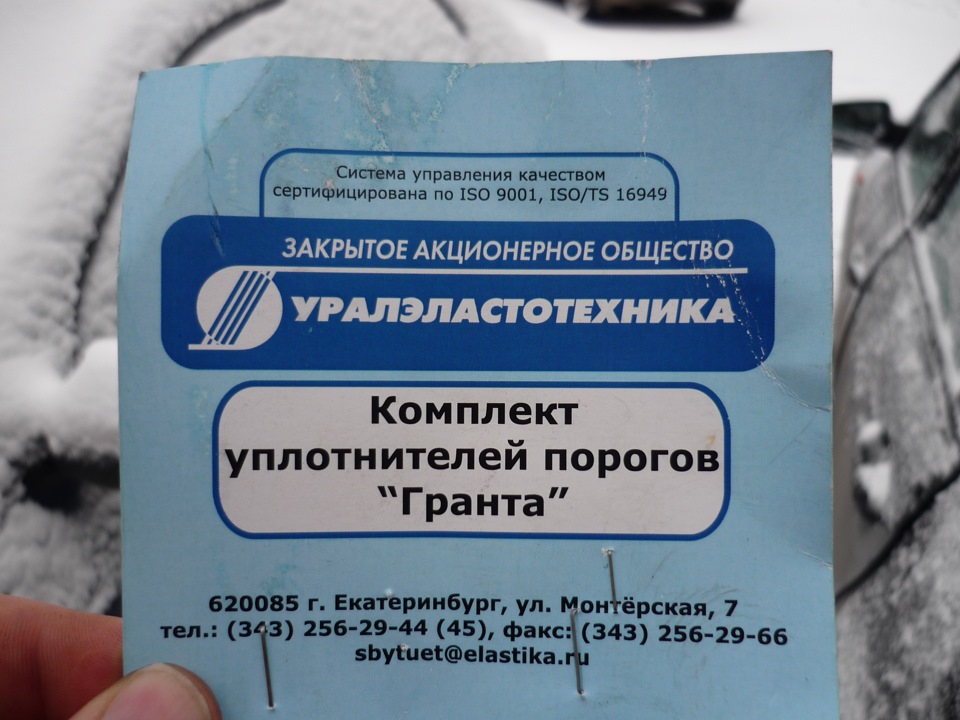 Система управления качеством
сертифицирована по ISO 9001, ISO/TS 16949
ЗАКРЫТОЕ АКЦИОНЕРНОЕ ОБЩЕСТВО
УРАЛЭЛАСТОТЕХНИКА
Комплект
уплотнителей порогов
“Гранта”
620085 г. Екатеринбург, ул. Монтёрская, 7
тел.: (343) 256-29-44 (45), факс: (343) 256-29-66
sbytuet@elastika.ru